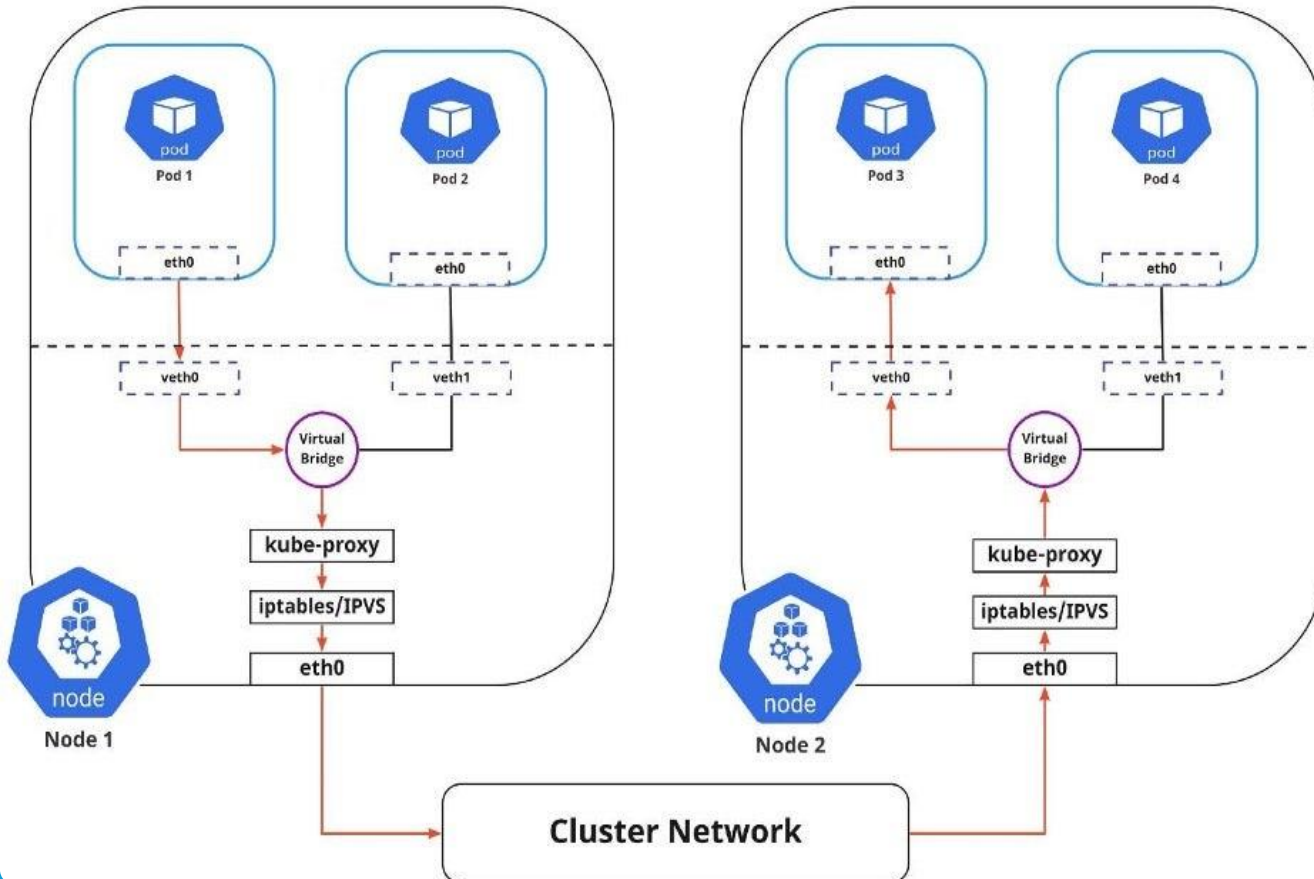 pod
Pod 1
eth0
pod
Pod 2
eth0
veth0
veth1
Virtual
Bridge
kube-proxy
iptables/IPVS
eth0
node
Node 1
pod
Pod 3
eth0
pod
Pod 4
eth0
veth0
veth1
Virtual
Bridge
kube-proxy
iptables/IPVS
eth0
node
Node 2
Cluster Network